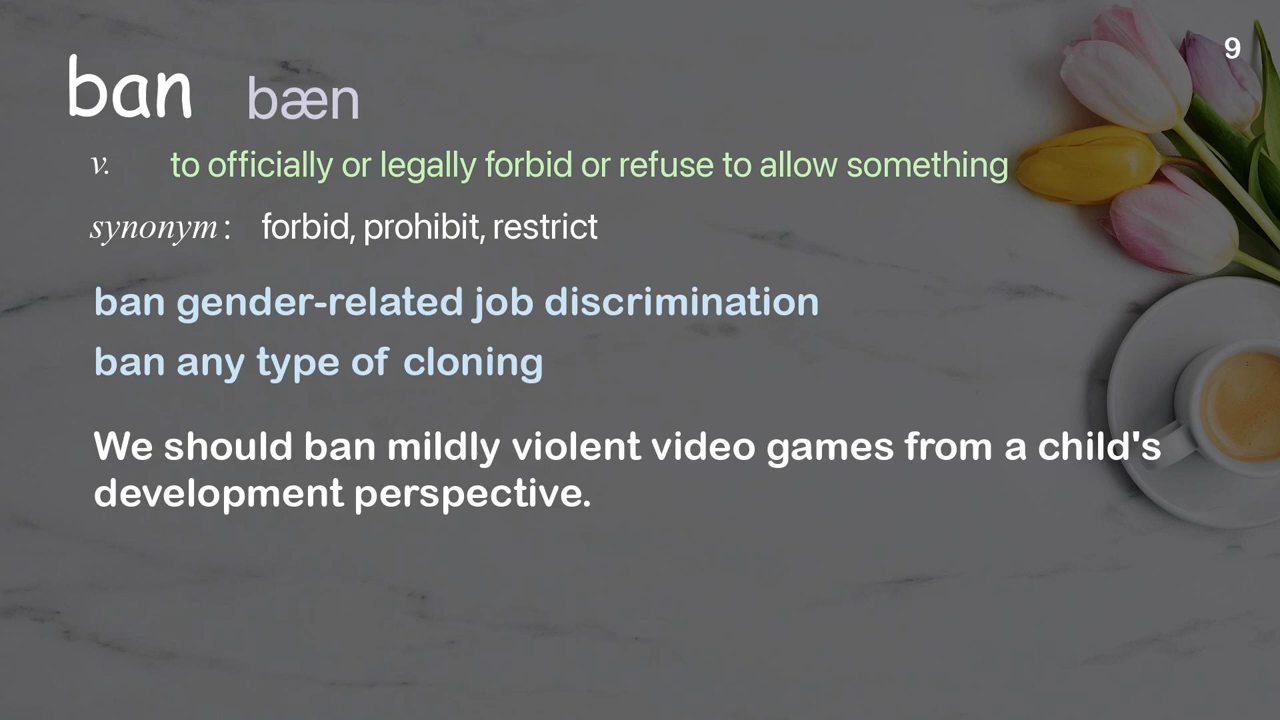 9
ban bæn
v. to officially or legally forbid or refuse to allow something
synonym: forbid, prohibit, restrict
ban gender-related job discrimination
ban any type of cloning
We should ban mildly violent video games from a child's
development perspective.